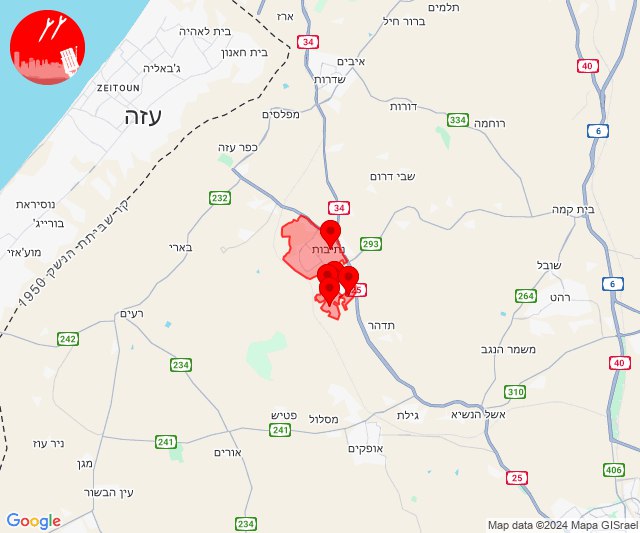 תלמים
ארז
ברור חיל
בית לאהיה
34
בית חאנון
איבים
ג'באליה
40
שדרות
ZEITOUN
דורות
עזה
מפלסים
334
רוחמה
6
כפר עזה
שבי דרום
232
נוסיראת
34
בית קמה
בורייג'
קו שביתת הנשק 1950
293
מוע'אזי
בארי
נתיבות
שובל
6
25
264
רהט
רעים
תדהר
242
משמר הנגב
234
40
310
פטיש
גילת
אשל הנשיא
מסלול
241
241
ניר עוז
אופקים
אורים
מגן
406
25
עין הבשור
234
Google
Map data ©2024 Mapa GISrael